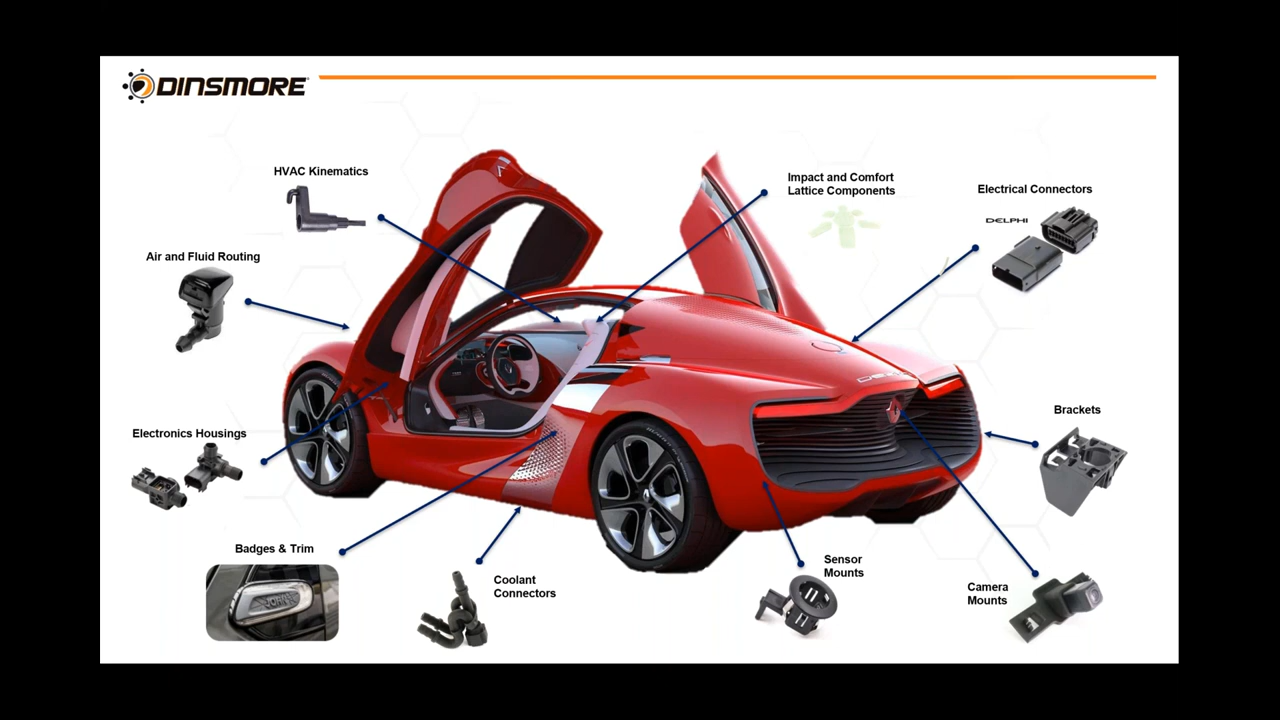 DINSMORE
HVAC Kinematics
Impact and Comfort
Lattice Components
Electrical Connectors
DELPHI
Air and Fluid Routing
Brackets
Electronics Housings
Badges & Trim
Coolant
Connectors
Sensor
Mounts
Camera
Mounts